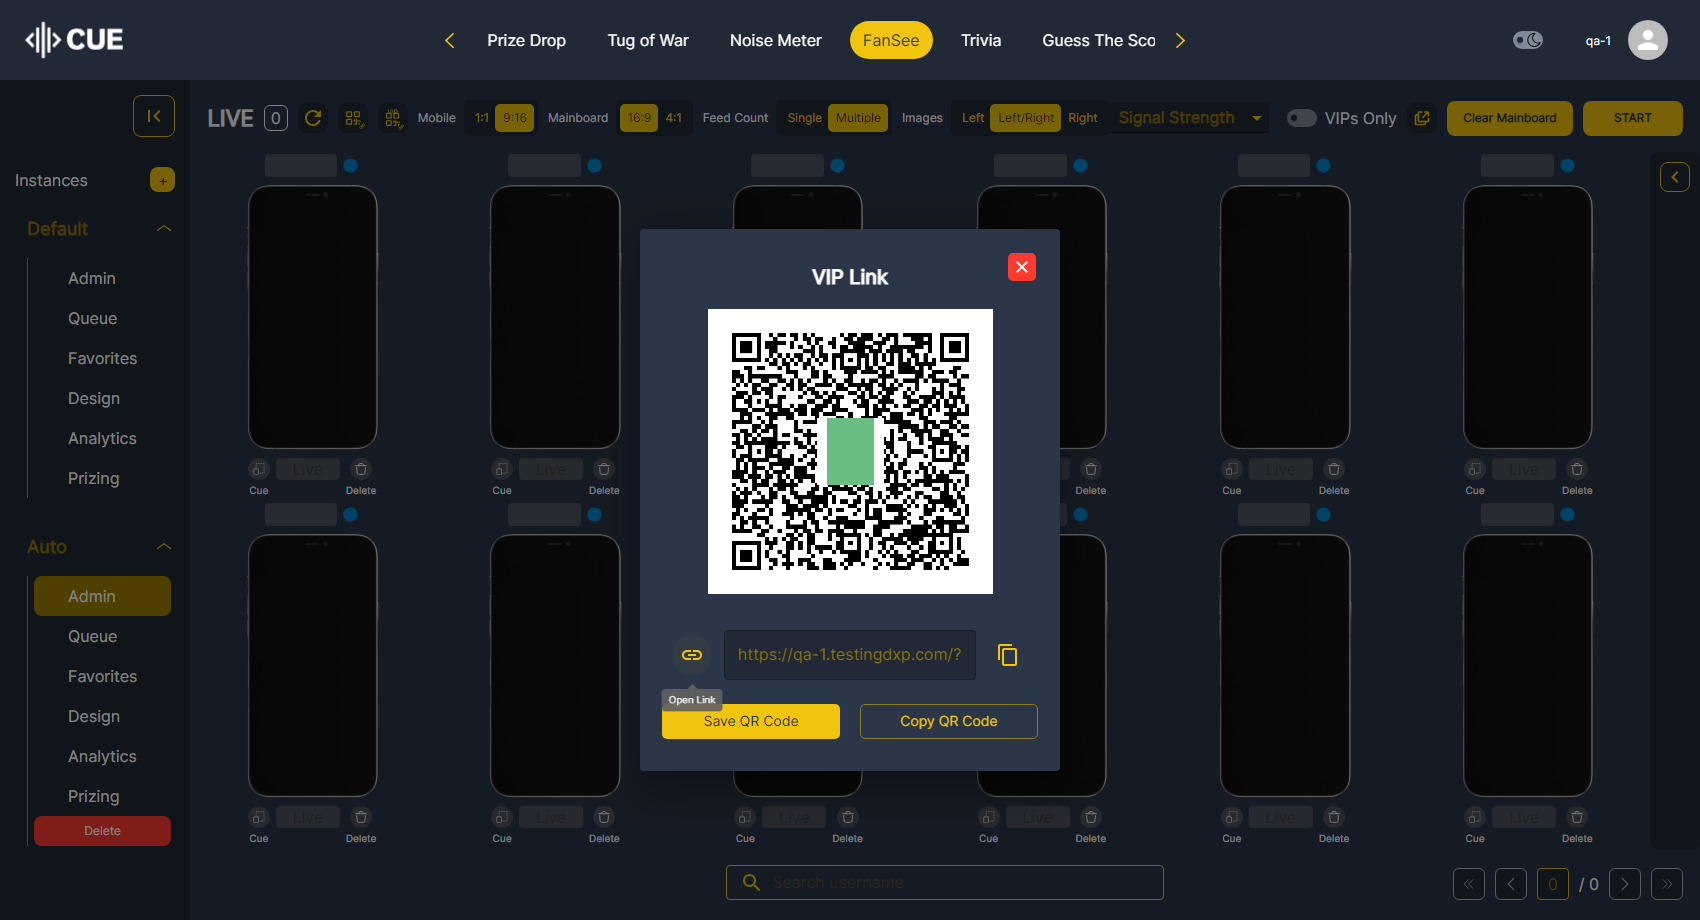 CUE
Prize Drop
Tug of War
Noise Meter
FanSee
Trivia
Guess The Sco
qa-1
LIVE 0
Mobile 1:1 9:16
Mainboard 16:9 4:1
Feed Count Single Multiple
Images Left Left/Right Right
Signal Strength
VIPs Only
Clear Mainboard
START
Instances +
Default
Admin
Queue
Favorites
Design
Analytics
Prizing
Auto
Admin
Queue
Favorites
Design
Analytics
Prizing
Delete
Live
Live
Live
Live
Cue Delete
Cue Delete
Delete
Cue Delete
Cue Delete
VIP Link
https://qa-1.testingdxp.com/?
Open Link
Save QR Code
Copy QR Code
Live
Live
Live
Live
Live
Live
Cue Delete
Cue Delete
Cue Delete
Cue Delete
Cue Delete
Cue Delete
Search username
0 / 0